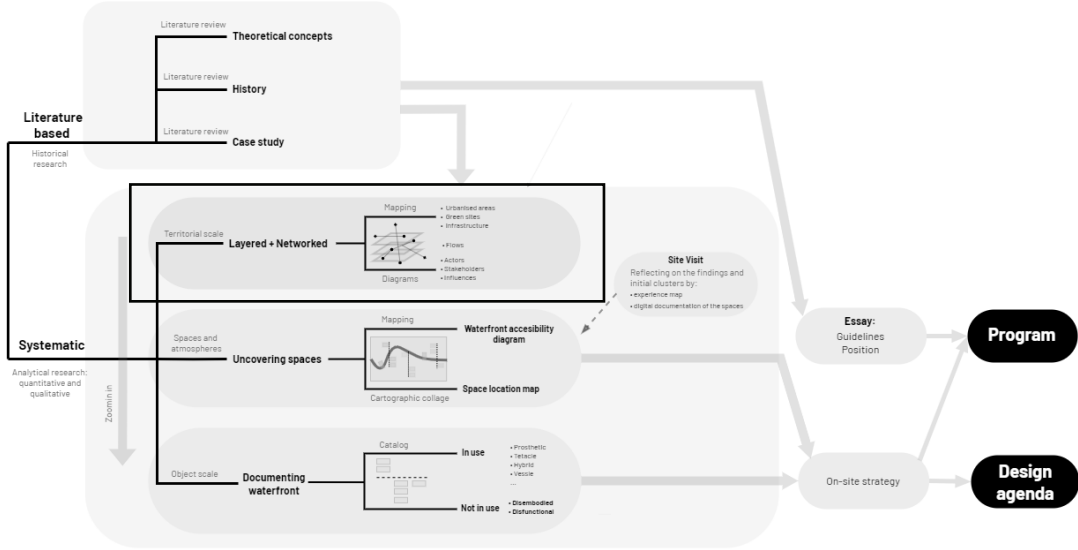 Literature review
Theoretical concepts
Literature review
History
Literature
based
Historical
research
Literature review
Case study
Territorial scale
Layered + Networked
Mapping
• Urbanised areas
• Green sites
• Infrastructure
• Flows
• Actors
• Stakeholders
• Influences
Diagrams
Site Visit
Reflecting on the findings and
initial clusters by:
• experience map
• digital documentation of the spaces
Systematic
Analytical research:
quantitative and
qualitative
Zoomin in
Spaces and
atmospheres
Uncovering spaces
Mapping
Waterfront accesibility
diagram
Space location map
Cartographic collage
Essay:
Guidelines
Position
Program
Object scale
Documenting
waterfront
Catalog
In use
• Prosthetic
• Tetacle
• Hybrid
• Vessie
...
Not in use
• Disembodied
• Disfunctional
On-site strategy
Design
agenda